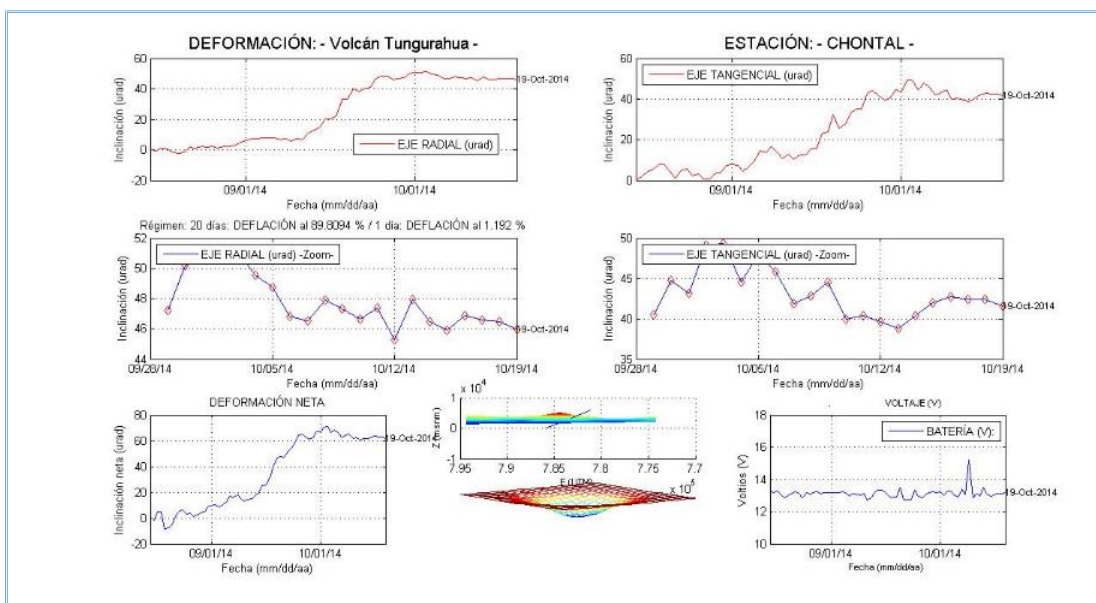 DEFORMACIÓN: - Volcán Tungurahua -
60
40
20
0
-20
Inclinación (urad)
EJE RADIAL (urad)
19-Oct-2014
09/01/14
10/01/14
Fecha (mm/dd/aa)
ESTACIÓN: - CHONTAL -
60
40
20
0
Inclinación (urad)
EJE TANGENCIAL (urad)
19-Oct-2014
09/01/14
10/01/14
Fecha (mm/dd/aa)
Régimen: 20 días: DEFLACIÓN al 89.8094 % / 1 día: DEFLACIÓN al 1.192 %
52
50
48
46
44
Inclinación (urad)
EJE RADIAL (urad) -Zoom-
19-Oct-2014
09/28/14
10/05/14
10/12/14
10/19/14
Fecha (mm/dd/aa)
50
45
40
35
Inclinación (urad)
EJE TANGENCIAL (urad) -Zoom-
19-Oct-2014
09/28/14
10/05/14
10/12/14
10/19/14
Fecha (mm/dd/aa)
DEFORMACIÓN NETA
80
60
40
20
0
-20
Inclinación neta (urad)
19-Oct-2014
09/01/14
10/01/14
Fecha (mm/dd/aa)
x 10⁴
1
0
-1
Z (msnm)
7.95
7.9
7.85
7.8
7.75
7.7
E (UTM)
x 10⁵
VOLTAJE (V)
18
16
14
12
10
Voltios (V)
BATERÍA (V):
19-Oct-2014
09/01/14
10/01/14
Fecha (mm/dd/aa)